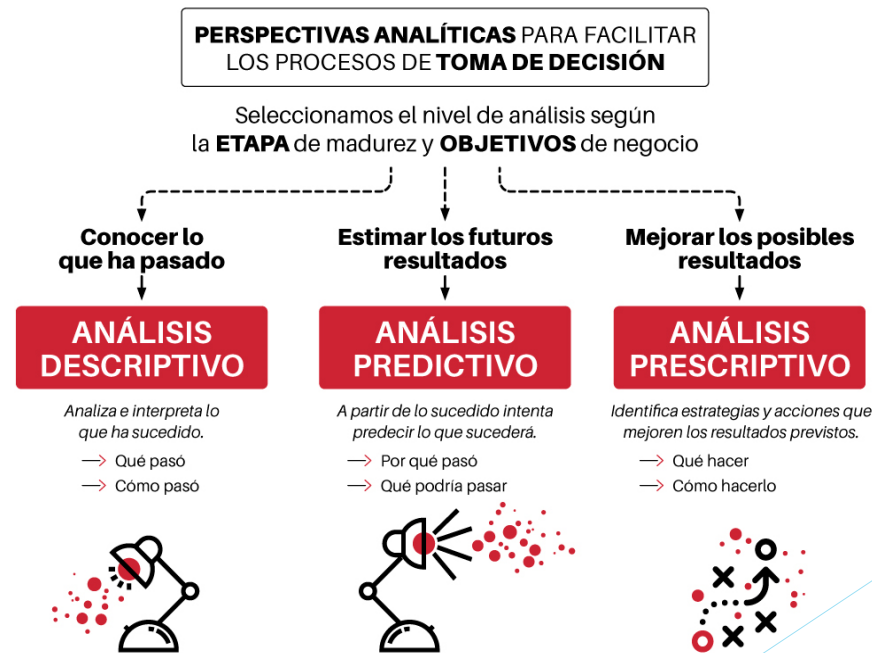 PERSPECTIVAS ANALÍTICAS PARA FACILITAR
LOS PROCESOS DE TOMA DE DECISIÓN
Seleccionamos el nivel de análisis según
la ETAPA de madurez y OBJETIVOS de negocio
Conocer lo
que ha pasado
ANÁLISIS
DESCRIPTIVO
Analiza e interpreta lo
que ha sucedido.
Qué pasó
Cómo pasó
Estimar los futuros
resultados
ANÁLISIS
PREDICTIVO
A partir de lo sucedido intenta
predecir lo que sucederá.
Por qué pasó
Qué podría pasar
Mejorar los posibles
resultados
ANÁLISIS
PRESCRIPTIVO
Identifica estrategias y acciones que
mejoren los resultados previstos.
Qué hacer
Cómo hacerlo